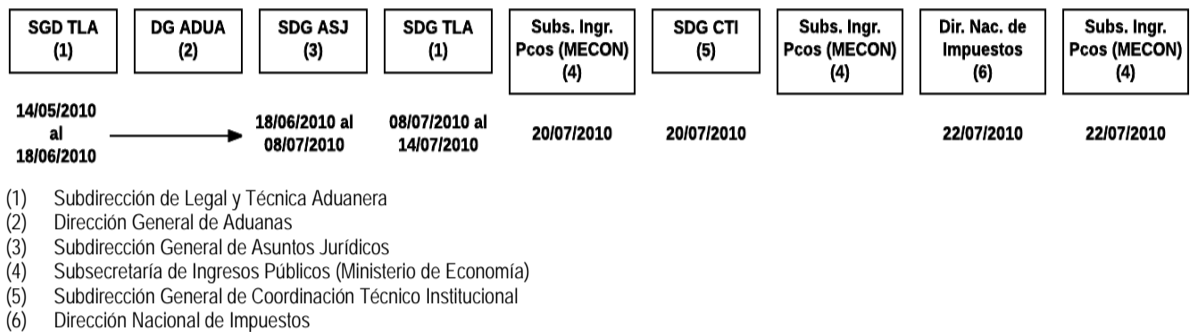 SGD TLA
(1)
DG ADUA
(2)
SDG ASJ
(3)
SDG TLA
(1)
Subs. Ingr.
Pcos (MECON)
(4)
SDG CTI
(5)
Subs. Ingr.
Pcos (MECON)
(4)
Dir. Nac. de
Impuestos
(6)
Subs. Ingr.
Pcos (MECON)
(4)
14/05/2010
al
18/06/2010
18/06/2010 al
08/07/2010
08/07/2010 al
14/07/2010
20/07/2010
20/07/2010
22/07/2010
22/07/2010
(1) Subdirección de Legal y Técnica Aduanera
(2) Dirección General de Aduanas
(3) Subdirección General de Asuntos Jurídicos
(4) Subsecretaría de Ingresos Públicos (Ministerio de Economía)
(5) Subdirección General de Coordinación Técnico Institucional
(6) Dirección Nacional de Impuestos